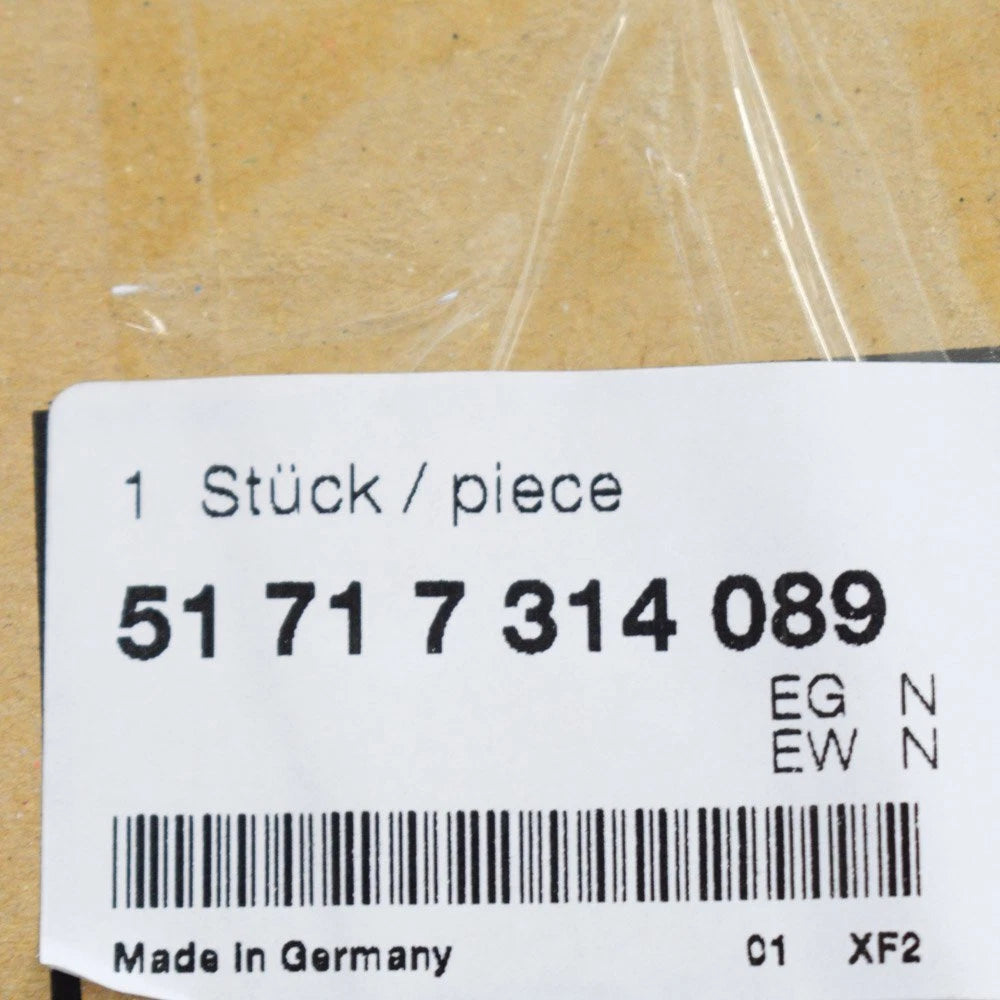 1 Stück / piece
51 71 7 314 089
EG N
EW N
Made in Germany 01 XF2